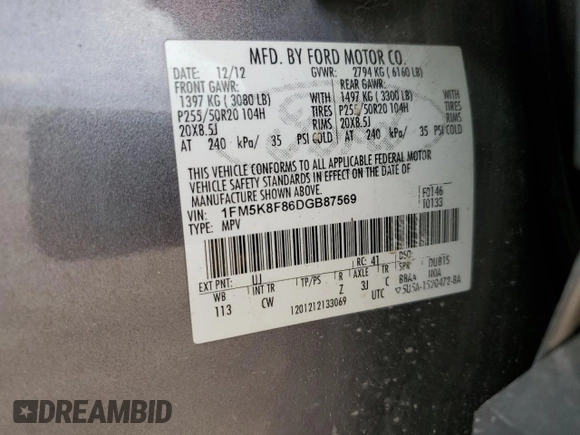 MFD. BY FORD MOTOR CO.
DATE: 12/12 GVWR: 2794 KG ( 6160 LB)
FRONT GAWR: REAR GAWR:
1397 KG ( 3080 LB) WITH 1497 KG ( 3300 LB) WITH
P255/50R20 104H TIRES P255/50R20 104H TIRES
20X8.5J RIMS 20X8.5J RIMS
AT 240 kPa/ 35 PSI COLD AT 240 kPa/ 35 PSI COLD
THIS VEHICLE CONFORMS TO ALL APPLICABLE FEDERAL MOTOR
VEHICLE SAFETY STANDARDS IN EFFECT ON THE DATE OF
MANUFACTURE SHOWN ABOVE.
VIN: 1FM5K8F86DGB87569 F0146
TYPE: MPV I0133
RC: 41 DSO:
EXT PNT: UJ
WB INT TR TP/PS R AXLE TR SPR
113 CW Z 3J C
1201212133069 UTC
DREAMBID